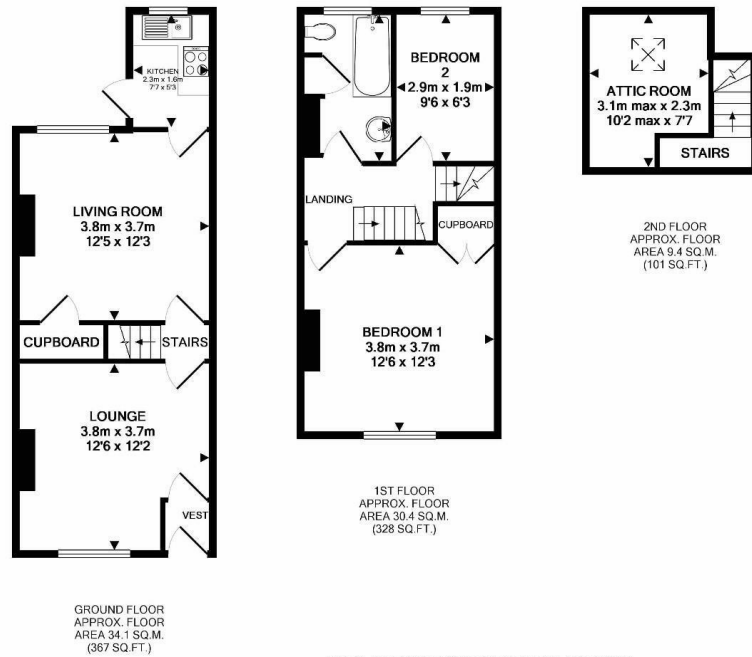 KITCHEN
2.3m x 1.6m
7'7 x 5'3
LIVING ROOM
3.8m x 3.7m
12'5 x 12'3
CUPBOARD
STAIRS
LOUNGE
3.8m x 3.7m
12'6 x 12'2
VEST
GROUND FLOOR
APPROX. FLOOR
AREA 34.1 SQ.M.
(367 SQ.FT.)
BEDROOM
2
2.9m x 1.9m
9'6 x 6'3
LANDING
CUPBOARD
BEDROOM 1
3.8m x 3.7m
12'6 x 12'3
1ST FLOOR
APPROX. FLOOR
AREA 30.4 SQ.M.
(328 SQ.FT.)
ATTIC ROOM
3.1m max x 2.3m
10'2 max x 7'7
STAIRS
2ND FLOOR
APPROX. FLOOR
AREA 9.4 SQ.M.
(101 SQ.FT.)